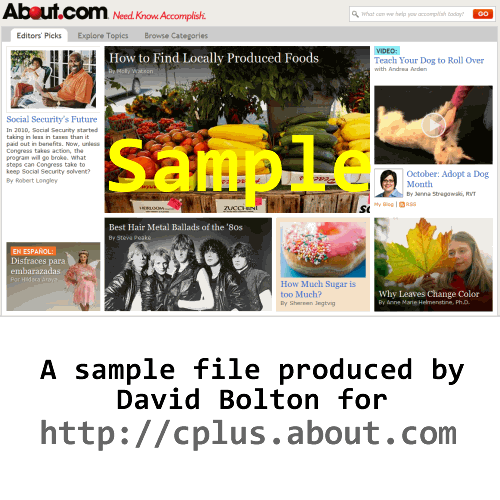 About.com Need. Know. Accomplish.
What can we help you accomplish today?
GO
Editors' Picks
Explore Topics
Browse Categories
Social Security's Future
In 2010, Social Security started
taking in less in taxes than it
paid out in benefits. Now, unless
Congress takes action, the
program will go broke. What
steps can Congress take to
keep Social Security solvent?
By Robert Longley
EN ESPAÑOL:
Disfraces para
embarazadas
How to Find Locally Produced Foods
By Molly Watson
Sample
HEIRLOOM
ZUCCHINI
Best Hair Metal Ballads of the '80s
By Steve Peake
How Much Sugar is
too Much?
By Shereen Jegtvig
VIDEO:
Teach Your Dog to Roll Over
with Andrea Arden
October: Adopt a Dog
Month
By Jenna Stregowski, RVT
My Blog | RSS
Why Leaves Change Color
By Anne Marie Helmenstine, Ph.D.
A sample file produced by
David Bolton for
http://cplus.about.com